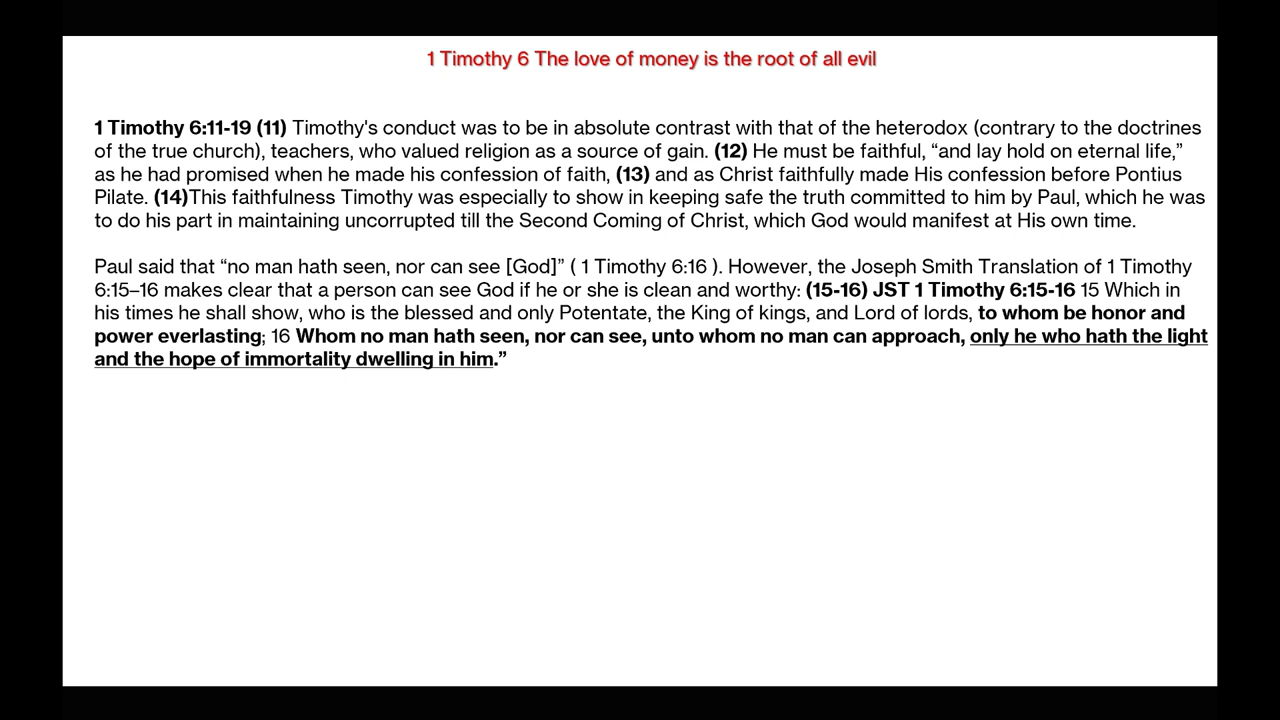 1 Timothy 6 The love of money is the root of all evil
1 Timothy 6:11-19 (11) Timothy's conduct was to be in absolute contrast with that of the heterodox (contrary to the doctrines
of the true church), teachers, who valued religion as a source of gain. (12) He must be faithful, “and lay hold on eternal life,”
as he had promised when he made his confession of faith, (13) and as Christ faithfully made His confession before Pontius
Pilate. (14)This faithfulness Timothy was especially to show in keeping safe the truth committed to him by Paul, which he was
to do his part in maintaining uncorrupted till the Second Coming of Christ, which God would manifest at His own time.
Paul said that “no man hath seen, nor can see [God]” ( 1 Timothy 6:16 ). However, the Joseph Smith Translation of 1 Timothy
6:15–16 makes clear that a person can see God if he or she is clean and worthy: (15-16) JST 1 Timothy 6:15-16 15 Which in
his times he shall show, who is the blessed and only Potentate, the King of kings, and Lord of lords, to whom be honor and
power everlasting; 16 Whom no man hath seen, nor can see, unto whom no man can approach, only he who hath the light
and the hope of immortality dwelling in him.”